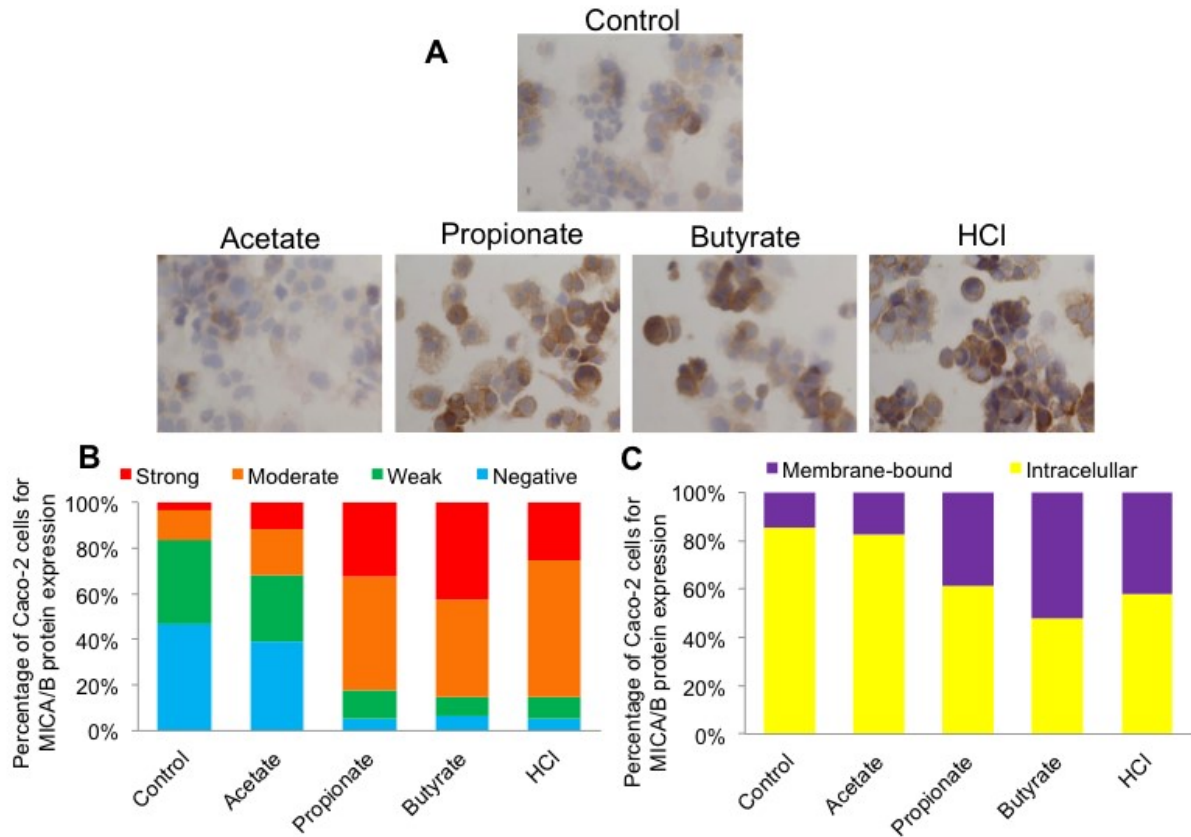 Control
A
Acetate Propionate Butyrate HCl
B
Strong Moderate Weak Negative
Percentage of Caco-2 cells for
MICA/B protein expression
100%
80%
60%
40%
20%
0%
Control Acetate Propionate Butyrate HCl
C
Membrane-bound Intracelullar
Percentage of Caco-2 cells for
MICA/B protein expression
100%
80%
60%
40%
20%
0%
Control Acetate Propionate Butyrate HCl